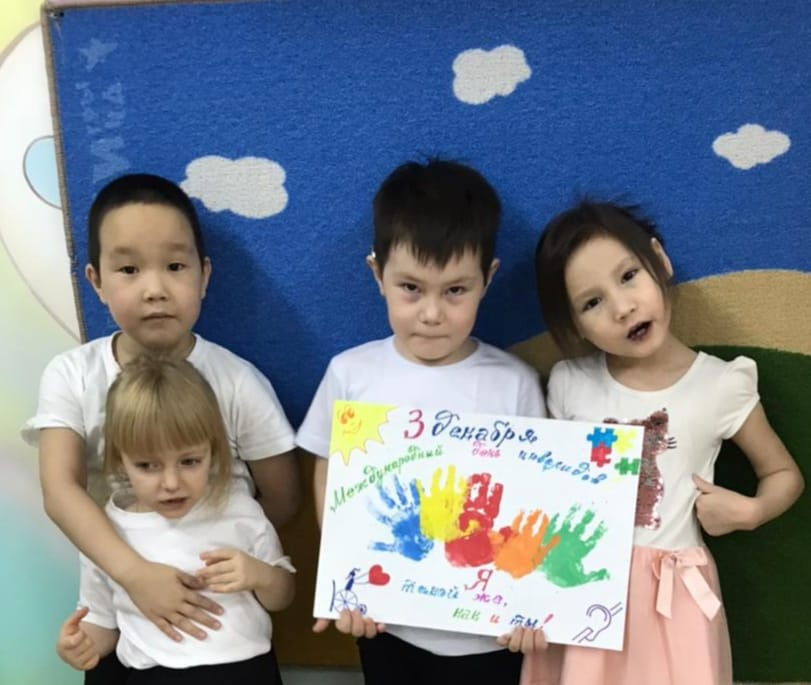 3 декабря
Международный день инвалидов
Я
такой же,
как и ты!